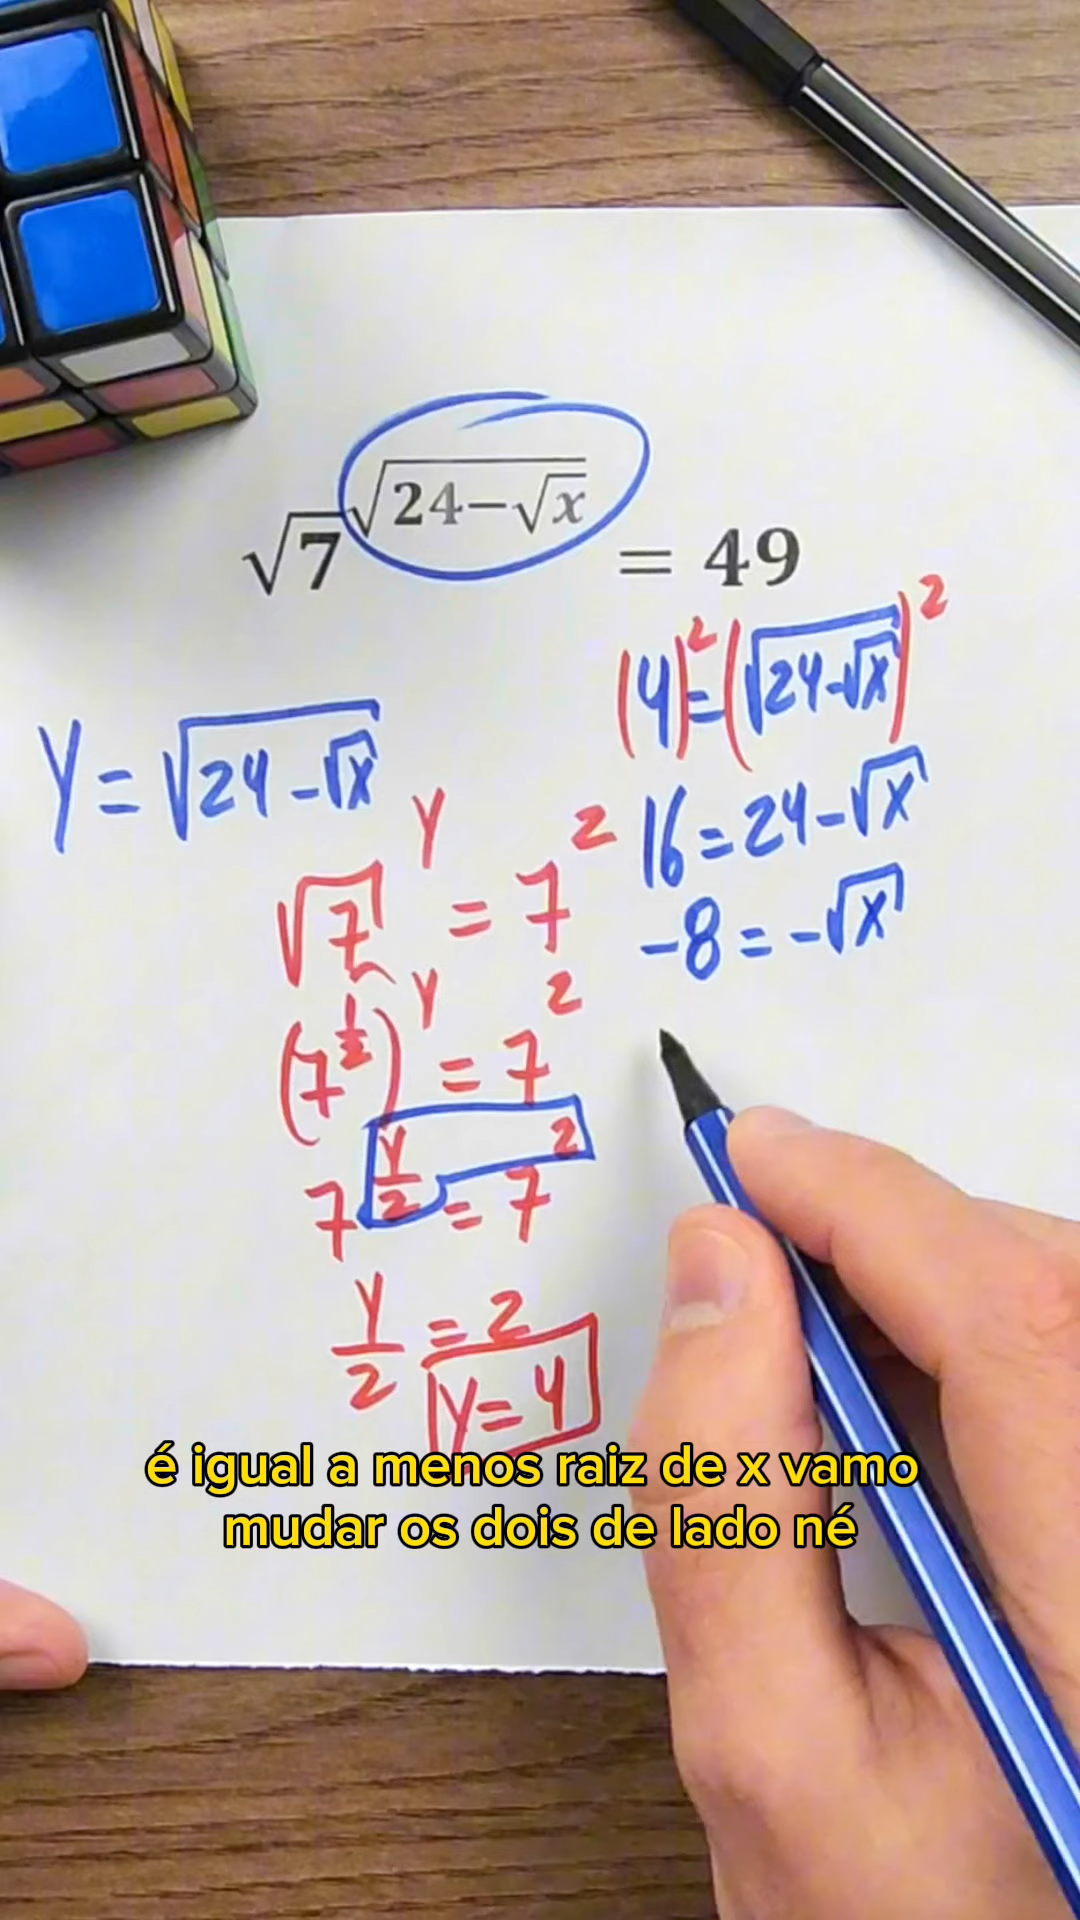 √7^√(24−√x) = 49
(4)² = (√(24-√x))²
Y = √(24-√x)
16 = 24-√x
√7^Y = 7²
-8 = -√x
(7^(1/2))^Y = 7²
7^(Y/2) = 7²
Y/2 = 2
Y = 4
é igual a menos raiz de x vamo
mudar os dois de lado né